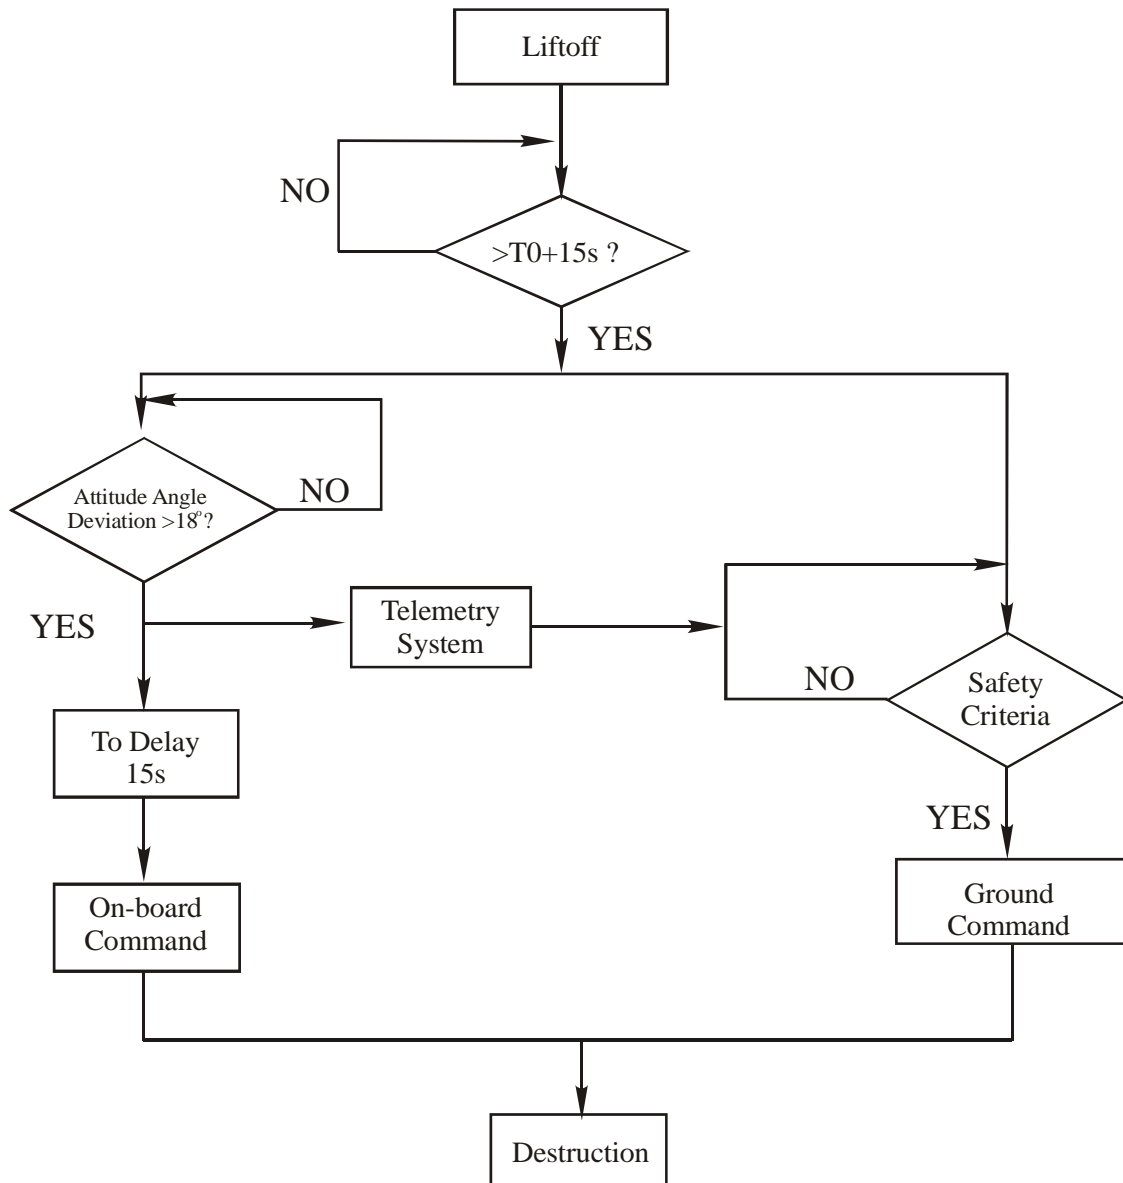 Liftoff
NO
>T0+15s ?
YES
Attitude Angle
Deviation >18°?
NO
YES
Telemetry
System
NO
Safety
Criteria
To Delay
15s
YES
On-board
Command
Ground
Command
Destruction